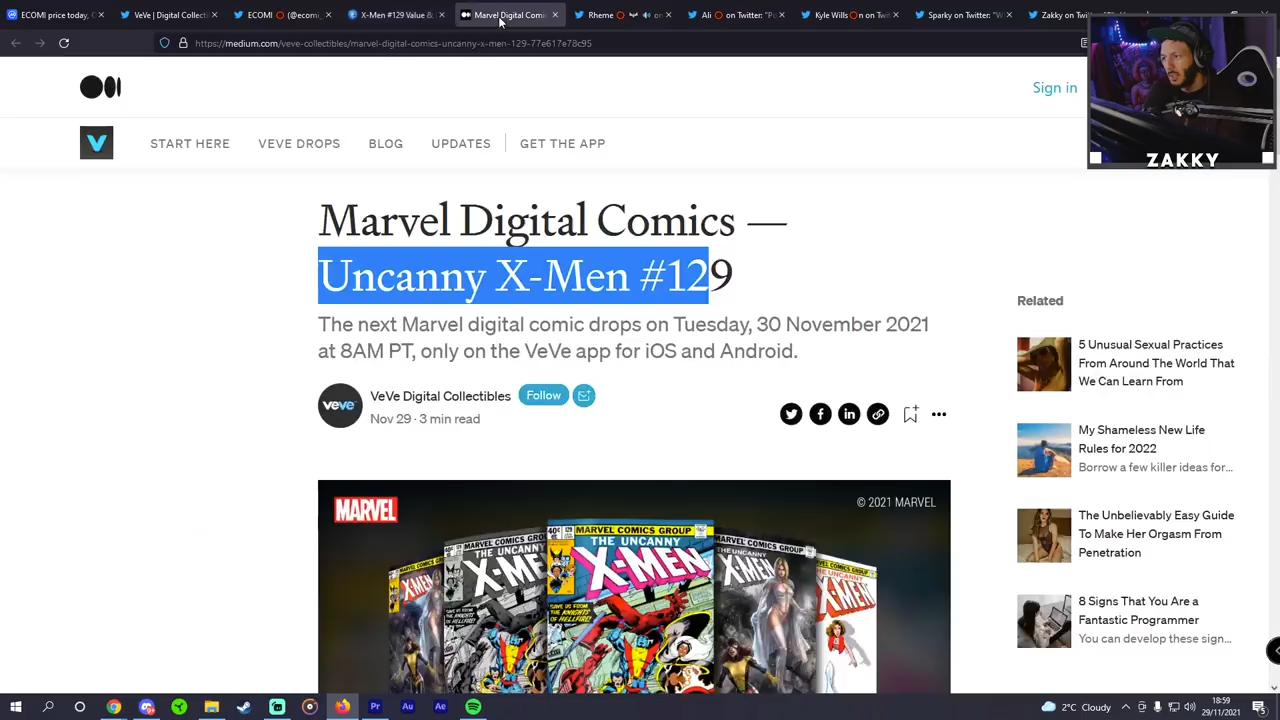 ECOMI price today,
VeVe | Digital Collectibl
ECOMI (@ecomi_
X-Men #129 Value &
Marvel Digital Comi
Rheme on
Ali on Twitter: "Po
Kyle Wills on Twit
Sparky on Twitter: "W
Zakky on Twitter
https://medium.com/veve-collectibles/marvel-digital-comics-uncanny-x-men-129-77e617e78c95
Sign in
ZAKKY
V
START HERE
VEVE DROPS
BLOG
UPDATES
GET THE APP
Marvel Digital Comics —
Uncanny X-Men #129
The next Marvel digital comic drops on Tuesday, 30 November 2021
at 8AM PT, only on the VeVe app for iOS and Android.
veve
VeVe Digital Collectibles
Follow
Nov 29 · 3 min read
MARVEL
© 2021 MARVEL
MARVEL COMICS GROUP
THE UNCANNY
X-MEN
Related
5 Unusual Sexual Practices
From Around The World That
We Can Learn From
My Shameless New Life
Rules for 2022
Borrow a few killer ideas for...
The Unbelievably Easy Guide
To Make Her Orgasm From
Penetration
8 Signs That You Are a
Fantastic Programmer
You can develop these sign...
2°C Cloudy
18:59
29/11/2021